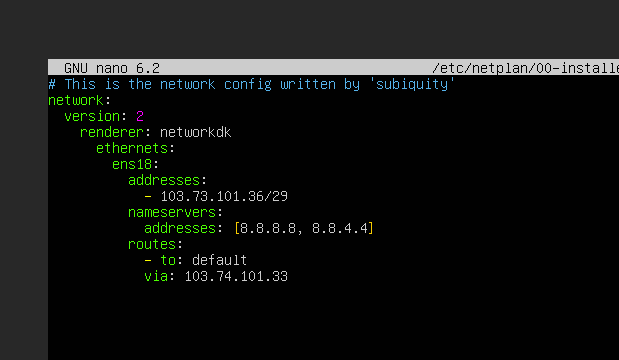 GNU nano 6.2 /etc/netplan/00-installe
# This is the network config written by 'subiquity'
network:
  version: 2
    renderer: networkdk
      ethernets:
        ens18:
          addresses:
            - 103.73.101.36/29
          nameservers:
            addresses: [8.8.8.8, 8.8.4.4]
          routes:
            - to: default
            via: 103.74.101.33